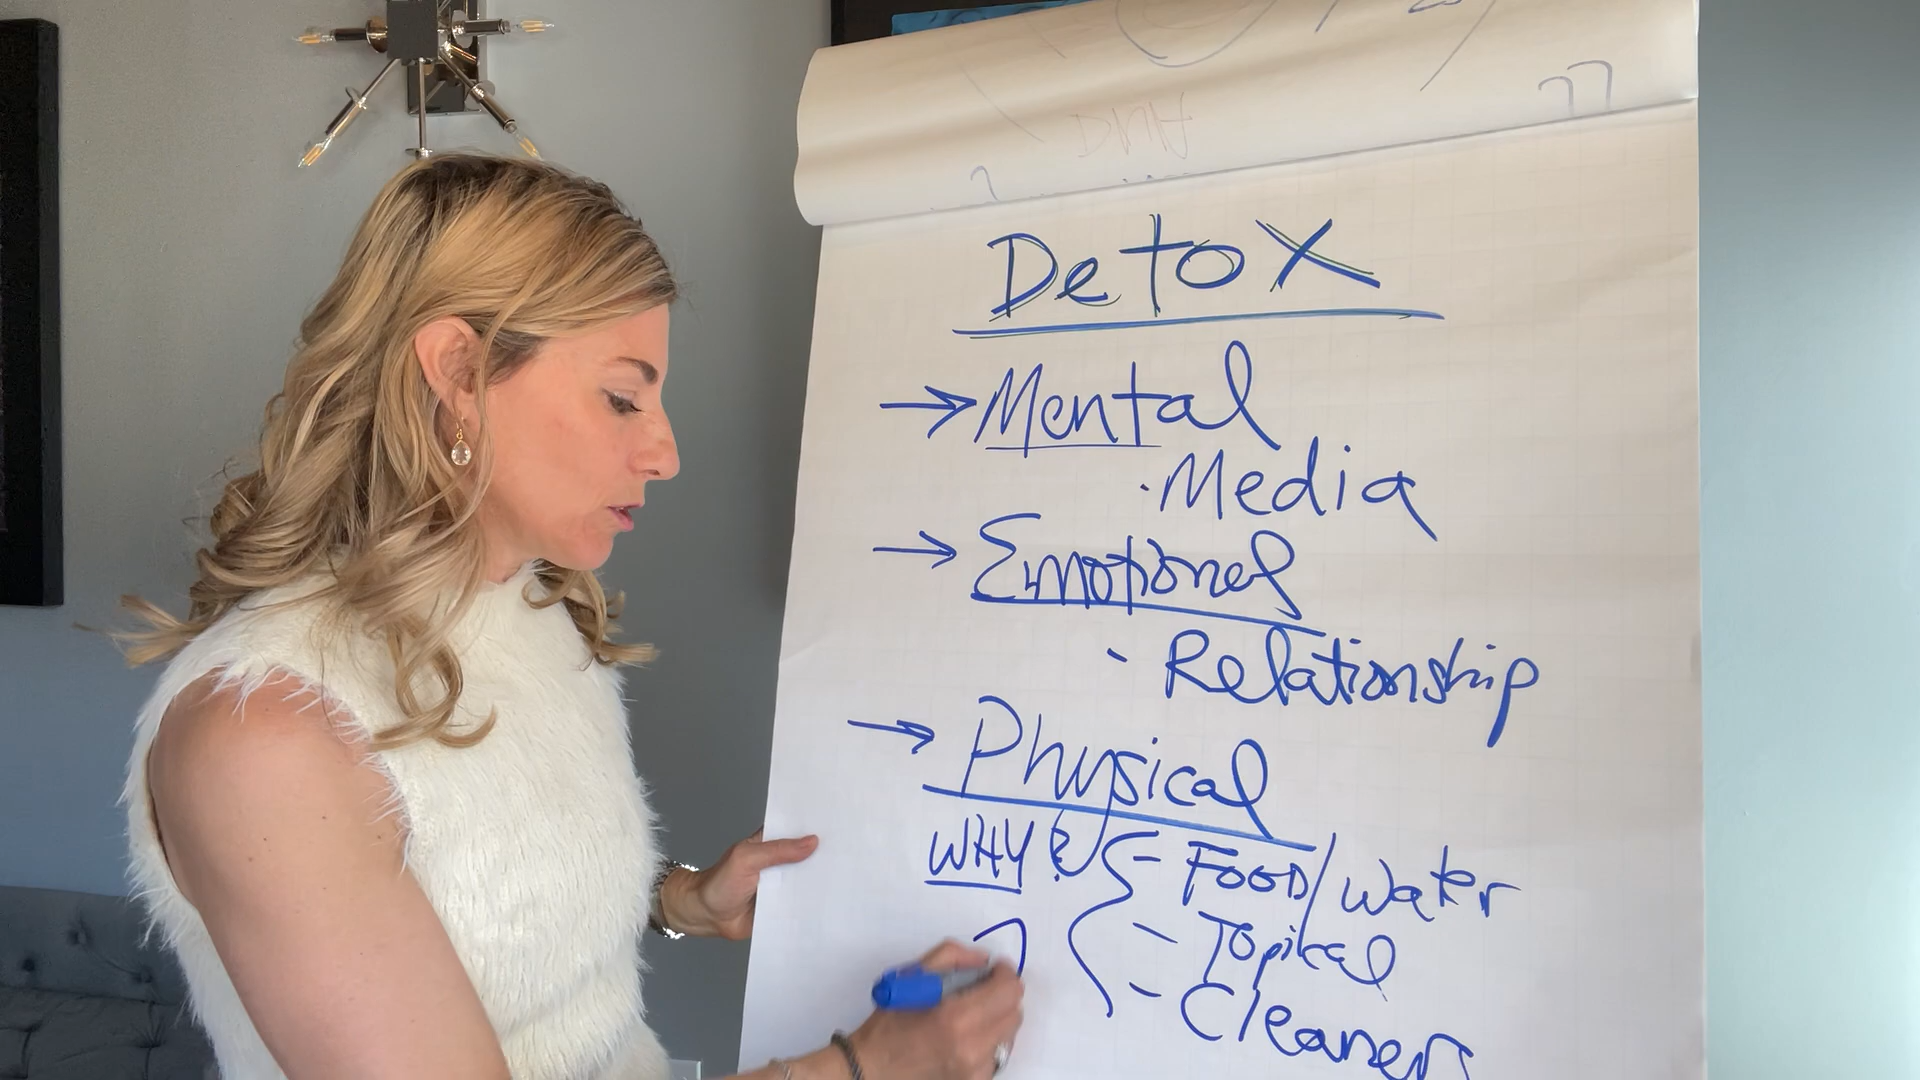 Detox
→ Mental
· Media
→ Emotional
- Relationship
→ Physical
WHY? - FOOD/Water
- Topical
- Cleaners